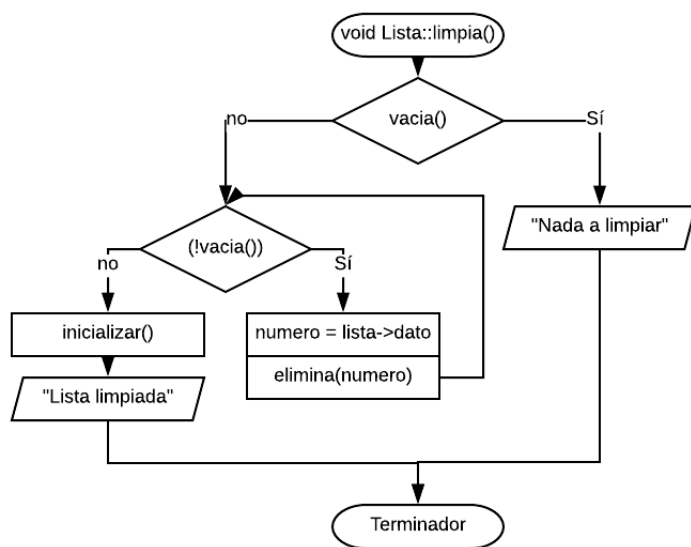 void Lista::limpia()
vacia()
no
Sí
"Nada a limpiar"
(!vacia())
no
Sí
inicializar()
numero = lista->dato
elimina(numero)
"Lista limpiada"
Terminador